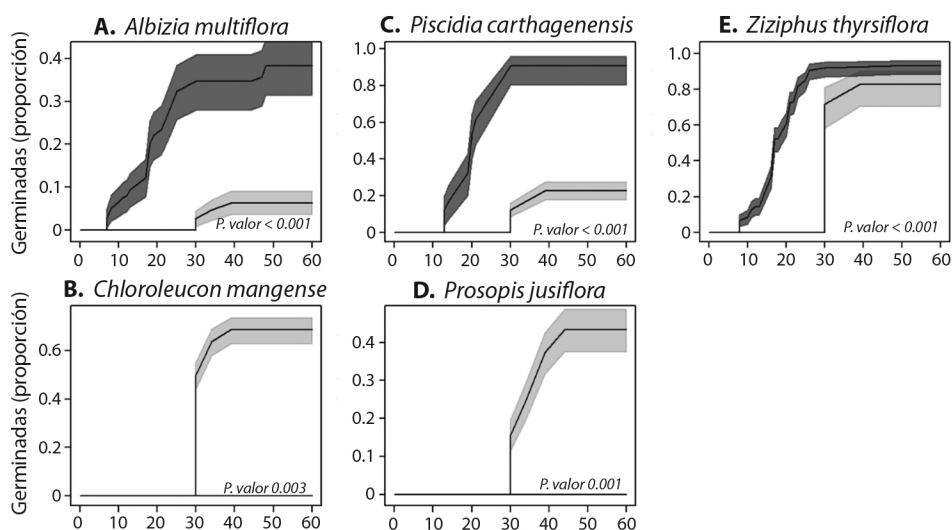 A. Albizia multiflora
C. Piscidia carthagenensis
E. Ziziphus thyrsiflora
Germinadas (proporción)
0.4
0.3
0.2
0.1
0
P. valor < 0.001
0 10 20 30 40 50 60
1.0
0.8
0.6
0.4
0.2
0
P. valor < 0.001
0 10 20 30 40 50 60
1.0
0.8
0.6
0.4
0.2
0
P. valor < 0.001
0 10 20 30 40 50 60
B. Chloroleucon mangense
D. Prosopis jusiflora
Germinadas (proporción)
0.6
0.4
0.2
0
P. valor 0.003
0 10 20 30 40 50 60
0.4
0.3
0.2
0.1
0
P. valor 0.001
0 10 20 30 40 50 60